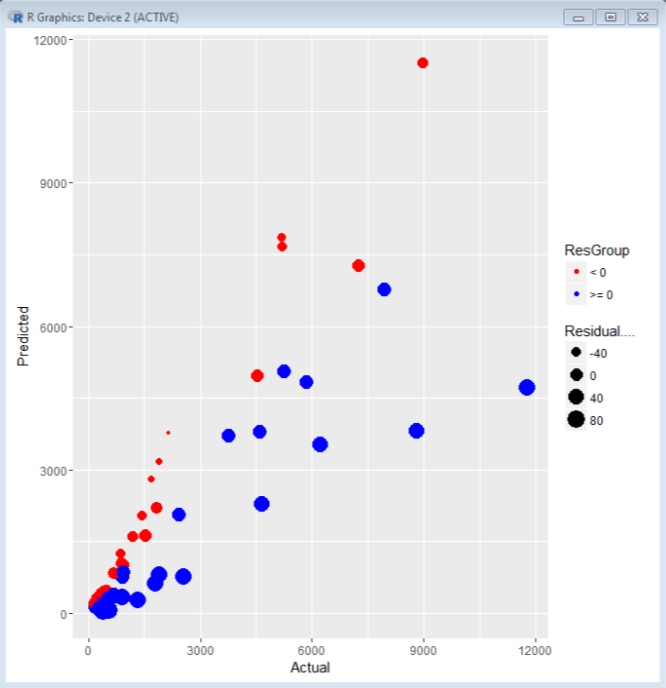 R Graphics: Device 2 (ACTIVE)
12000
9000
6000
3000
0
Predicted
0 3000 6000 9000 12000
Actual
ResGroup
< 0
>= 0
Residual....
-40
0
40
80